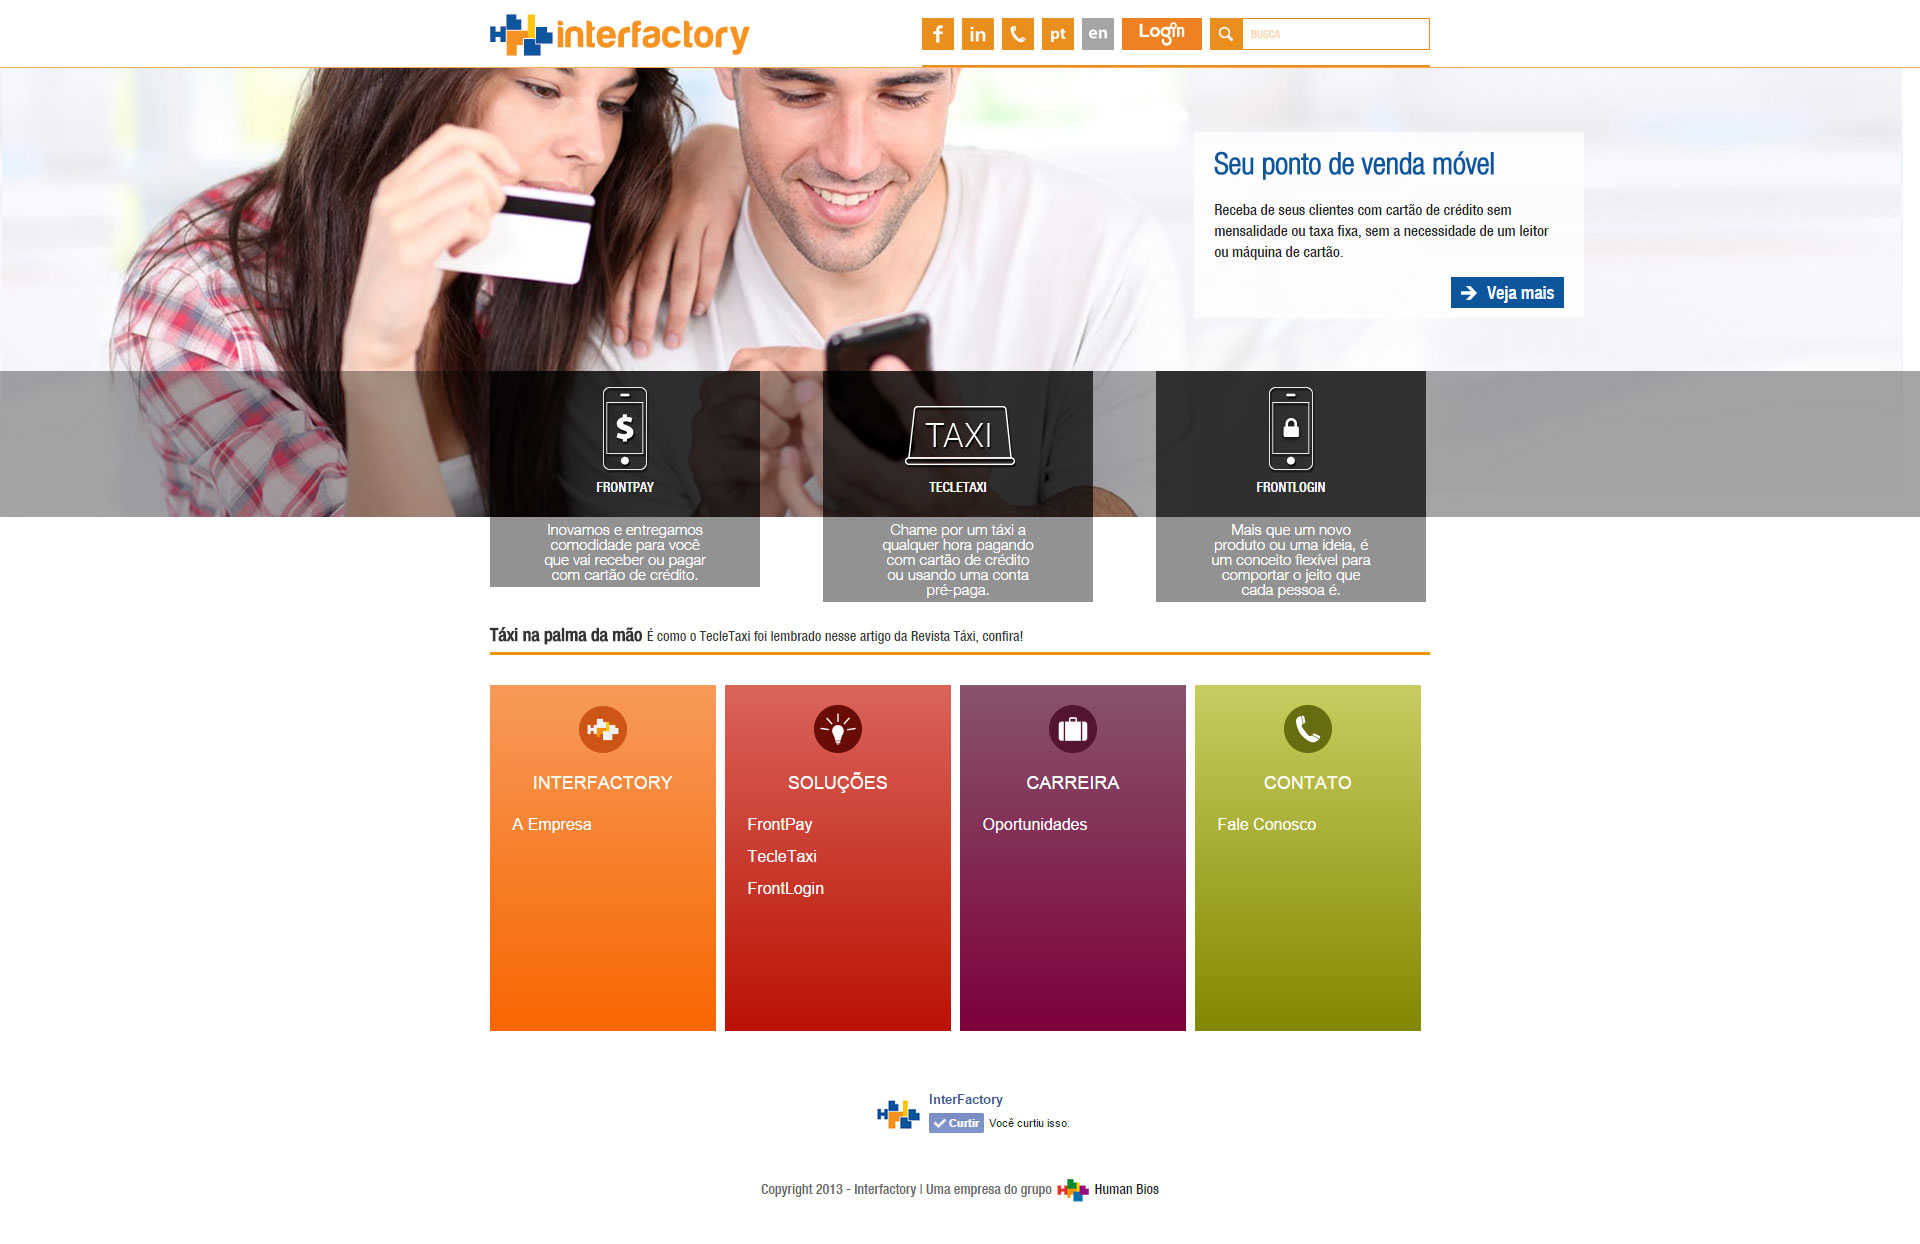 interfactory
f in pt en Login BUSCA
Seu ponto de venda móvel
Receba de seus clientes com cartão de crédito sem
mensalidade ou taxa fixa, sem a necessidade de um leitor
ou máquina de cartão.
Veja mais
$
FRONTPAY
Inovamos e entregamos
comodidade para você
que vai receber ou pagar
com cartão de crédito.
TAXI
TECLETAXI
Chame por um táxi a
qualquer hora pagando
com cartão de crédito
ou usando uma conta
pré-paga.
FRONTLOGIN
Mais que um novo
produto ou uma ideia, é
um conceito flexível para
comportar o jeito que
cada pessoa é.
Táxi na palma da mão É como o TecleTaxi foi lembrado nesse artigo da Revista Táxi, confira!
INTERFACTORY
A Empresa
SOLUÇÕES
FrontPay
TecleTaxi
FrontLogin
CARREIRA
Oportunidades
CONTATO
Fale Conosco
InterFactory
Curtir Você curtiu isso.
Copyright 2013 - Interfactory | Uma empresa do grupo Human Bios